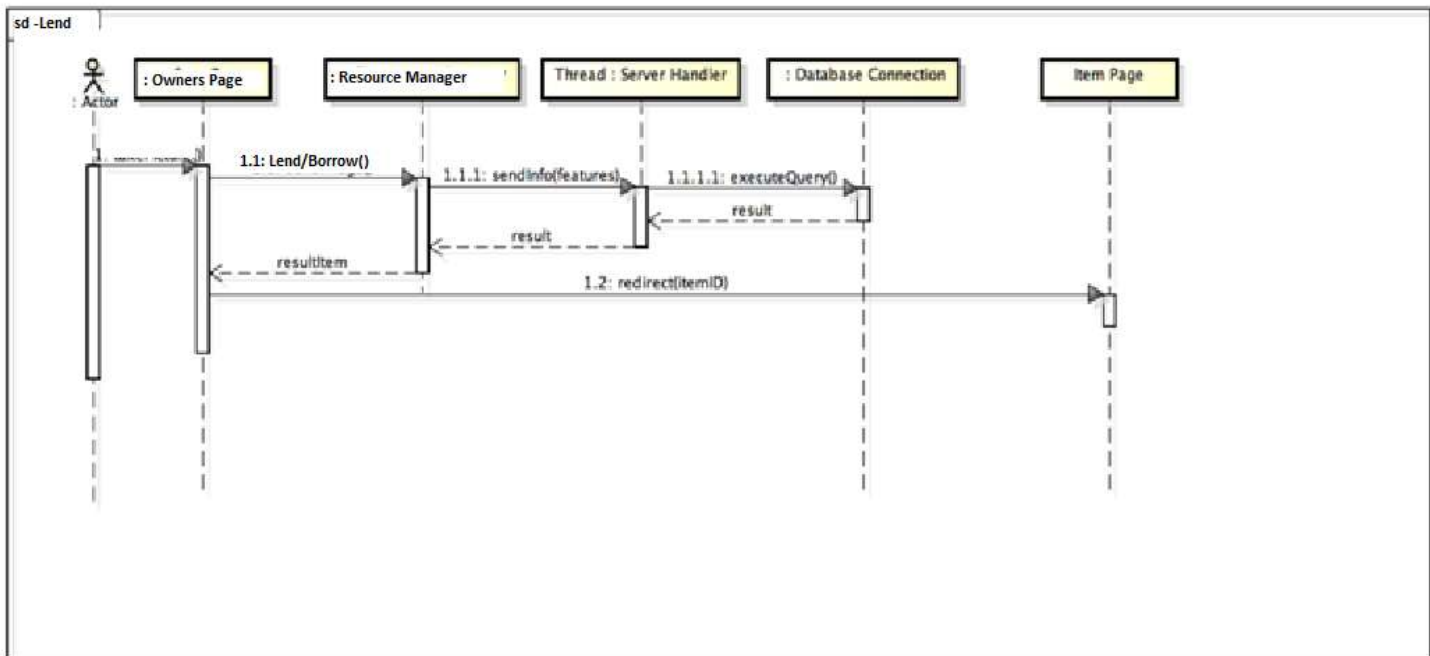 sd -Lend
: Actor
: Owners Page
: Resource Manager
Thread : Server Handler
: Database Connection
Item Page
1.1: Lend/Borrow()
1.1.1: sendInfo(features)
1.1.1.1: executeQuery()
result
result
resultItem
1.2: redirect(itemID)